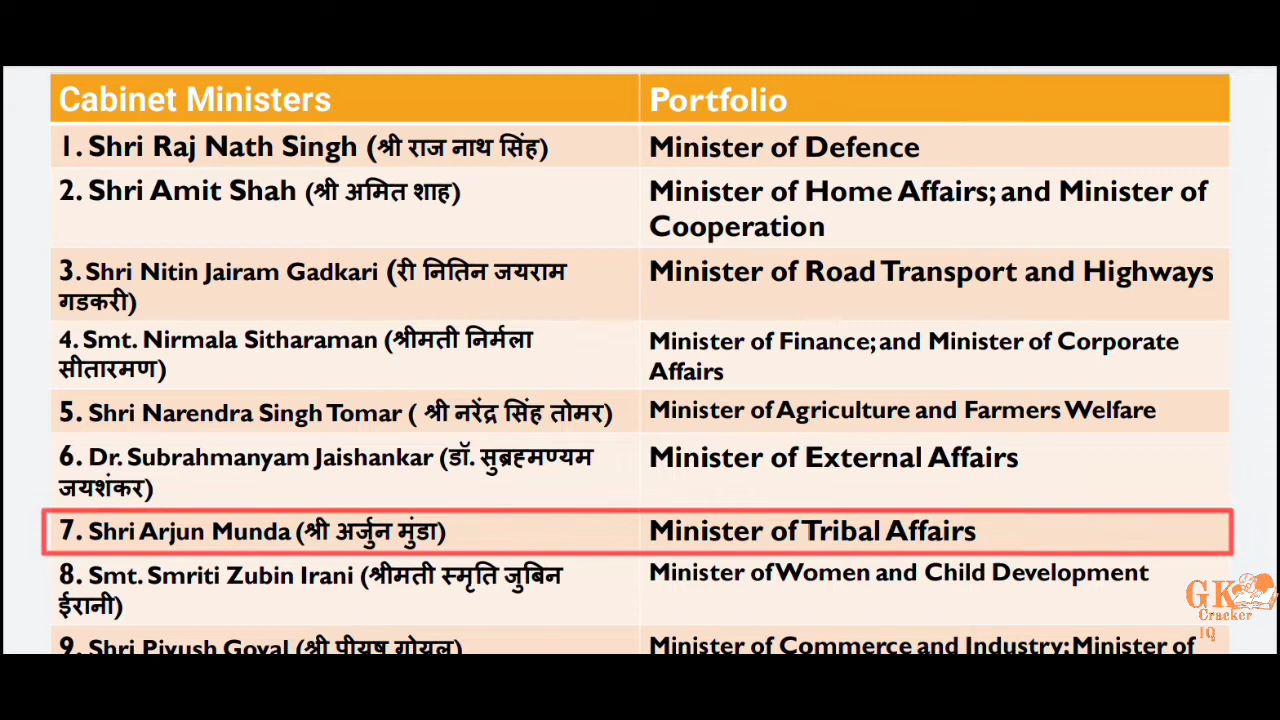 Cabinet Ministers Portfolio
1. Shri Raj Nath Singh (श्री राज नाथ सिंह) Minister of Defence
2. Shri Amit Shah (श्री अमित शाह) Minister of Home Affairs; and Minister of
Cooperation
3. Shri Nitin Jairam Gadkari (री नितिन जयराम Minister of Road Transport and Highways
गडकरी)
4. Smt. Nirmala Sitharaman (श्रीमती निर्मला Minister of Finance; and Minister of Corporate
सीतारमण) Affairs
5. Shri Narendra Singh Tomar ( श्री नरेंद्र सिंह तोमर) Minister of Agriculture and Farmers Welfare
6. Dr. Subrahmanyam Jaishankar (डॉ. सुब्रह्मण्यम Minister of External Affairs
जयशंकर)
7. Shri Arjun Munda (श्री अर्जुन मुंडा) Minister of Tribal Affairs
8. Smt. Smriti Zubin Irani (श्रीमती स्मृति जुबिन Minister of Women and Child Development
ईरानी)
9. Shri Piyush Goyal (श्री पीयूष गोयल) Minister of Commerce and Industry; Minister of
GK
Cracker
IQ